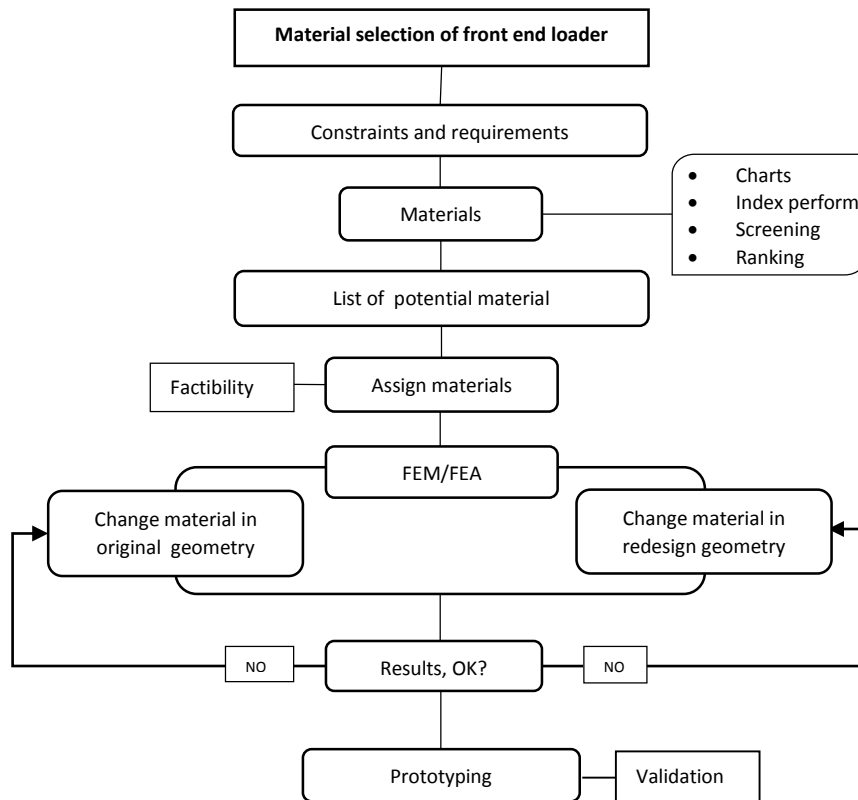 Material selection of front end loader
Constraints and requirements
• Charts
• Index perform
• Screening
• Ranking
Materials
List of potential material
Factibility
Assign materials
FEM/FEA
Change material in
original geometry
Change material in
redesign geometry
NO
Results, OK?
NO
Prototyping
Validation